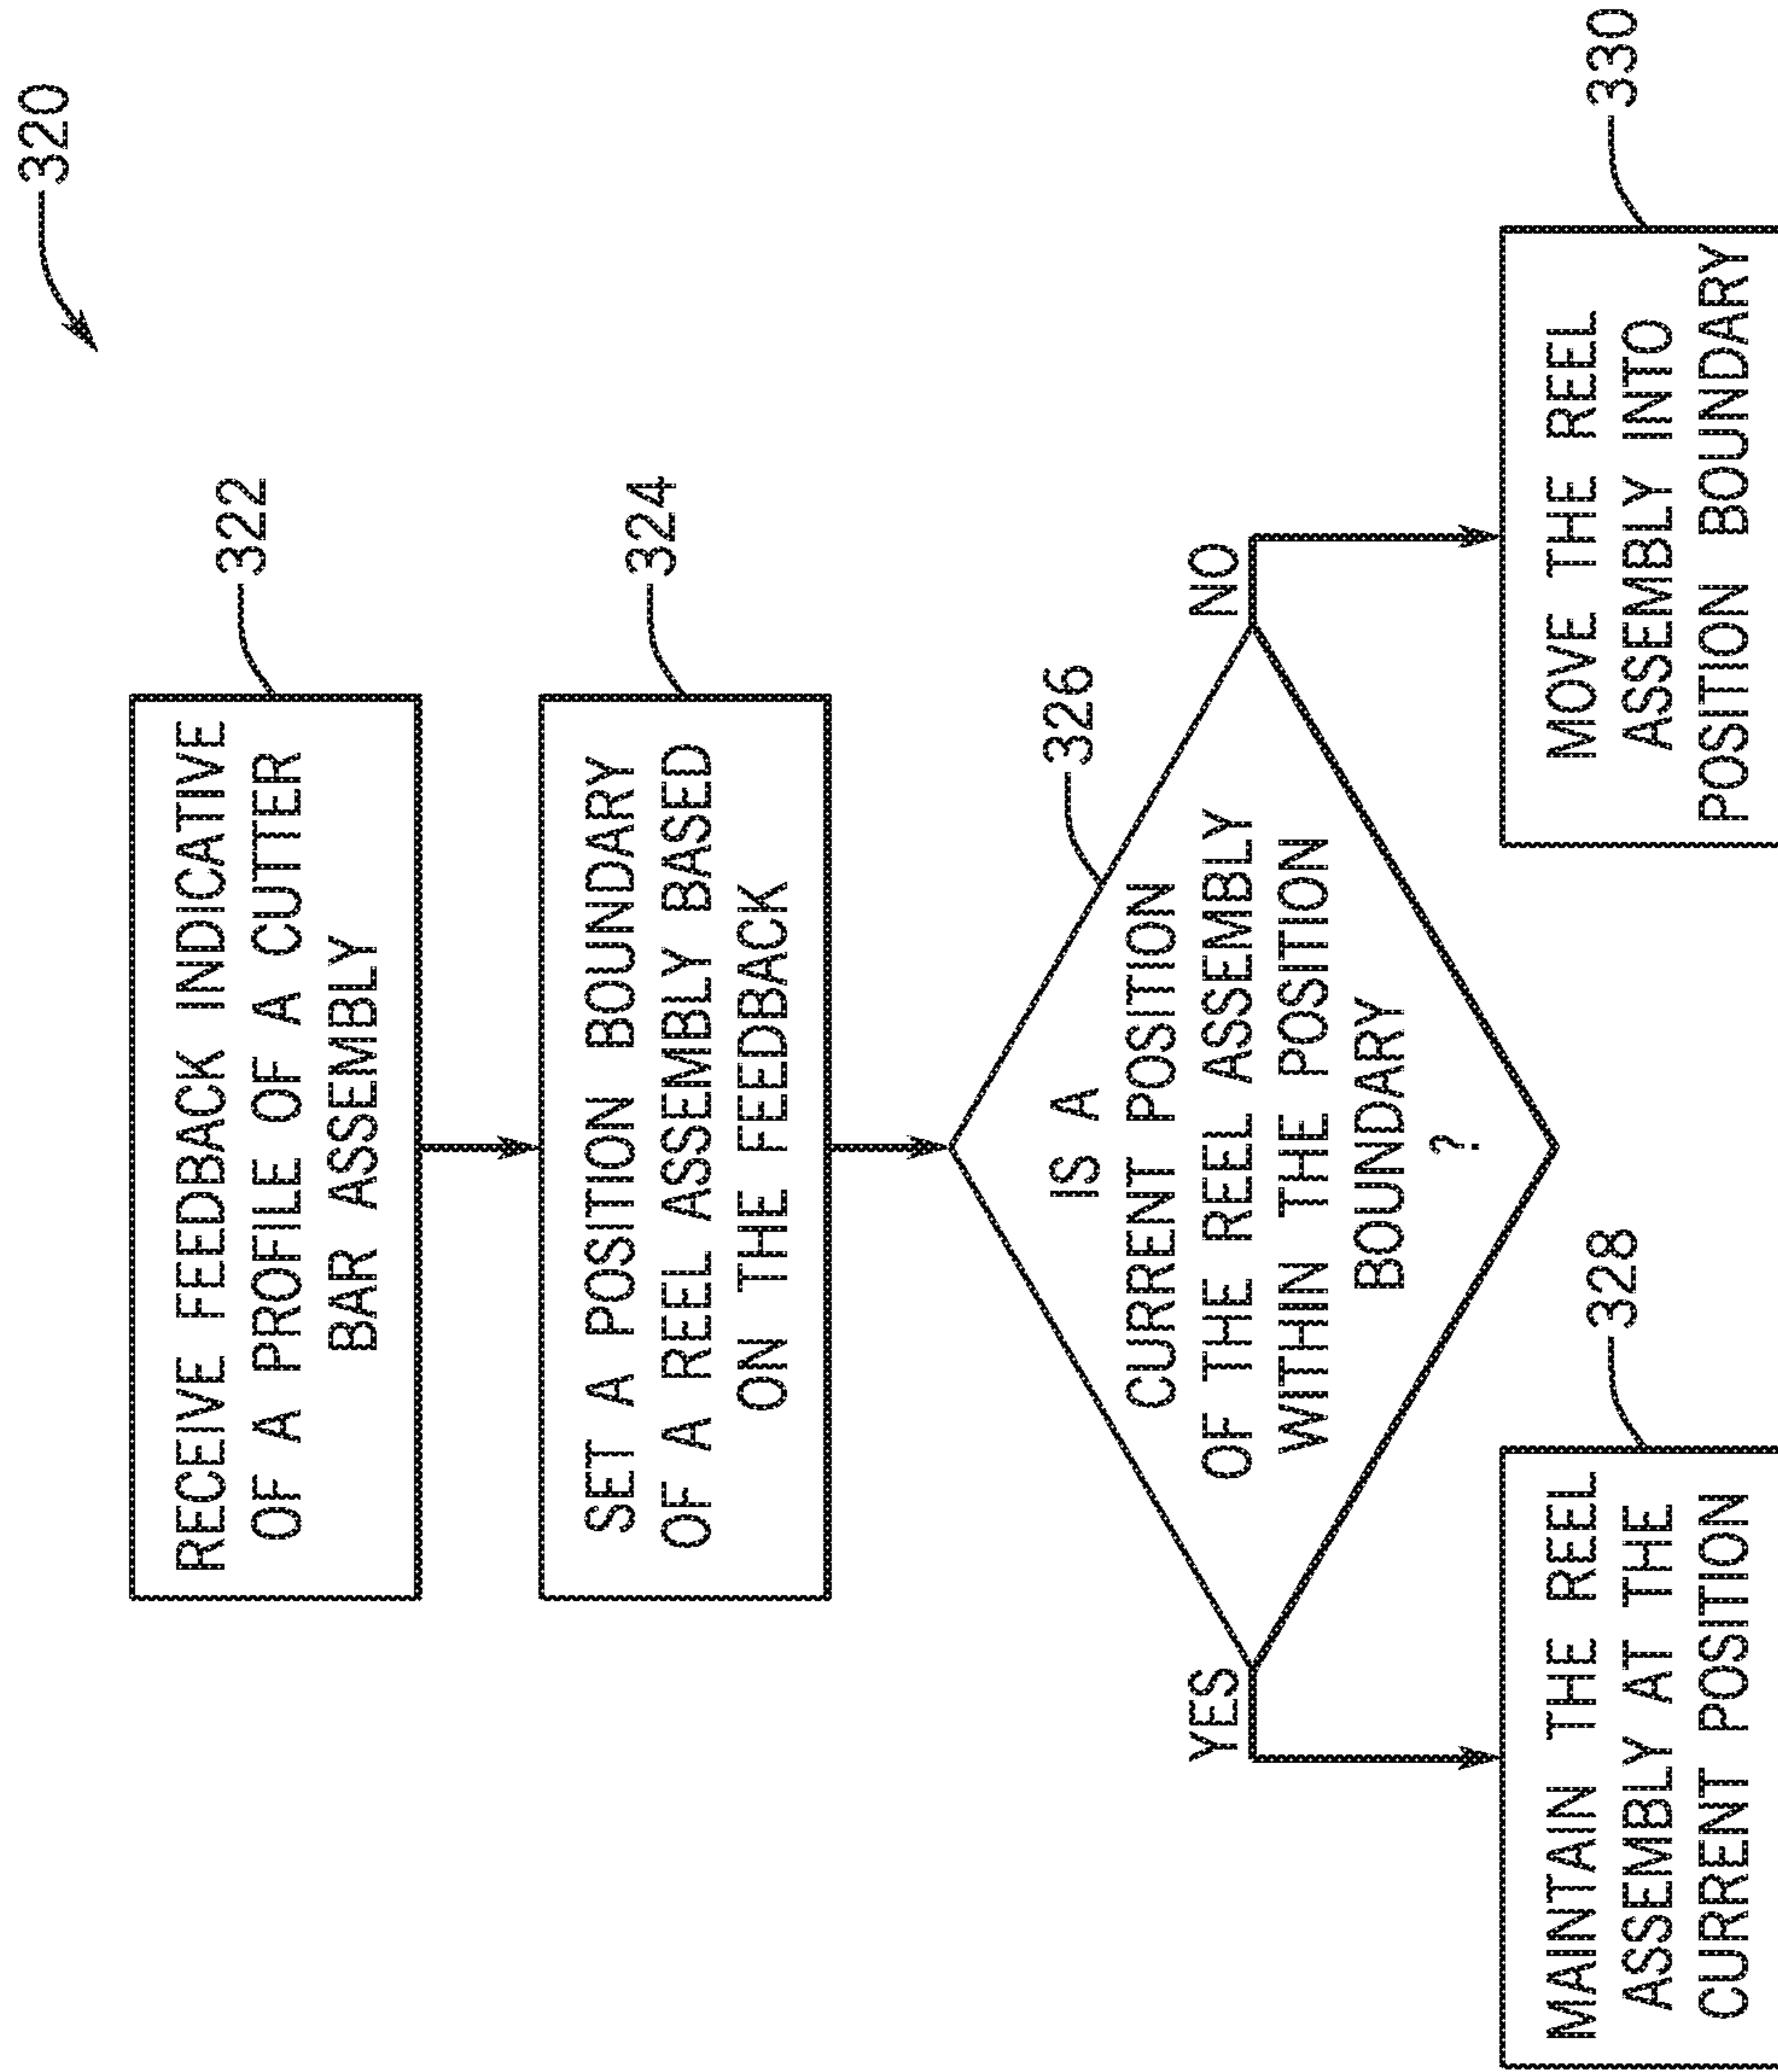 320
RECEIVE FEEDBACK INDICATIVE
OF A PROFILE OF A CUTTER
BAR ASSEMBLY
322
SET A POSITION BOUNDARY
OF A REEL ASSEMBLY BASED
ON THE FEEDBACK
324
IS A
CURRENT POSITION
OF THE REEL ASSEMBLY
WITHIN THE POSITION
BOUNDARY
?
326
YES
NO
MAINTAIN THE REEL
ASSEMBLY AT THE
CURRENT POSITION
328
MOVE THE REEL
ASSEMBLY INTO
POSITION BOUNDARY
330